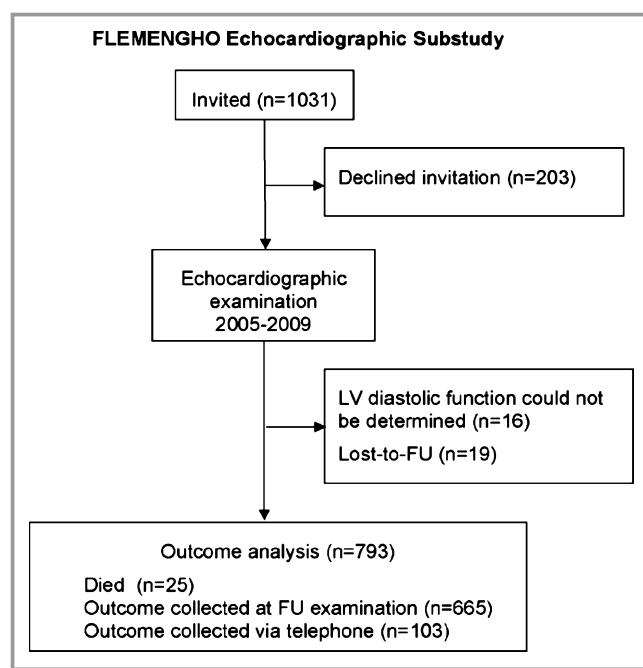 FLEMENGHO Echocardiographic Substudy
Invited (n=1031)
Declined invitation (n=203)
Echocardiographic
examination
2005-2009
LV diastolic function could not
be determined (n=16)
Lost-to-FU (n=19)
Outcome analysis (n=793)
Died (n=25)
Outcome collected at FU examination (n=665)
Outcome collected via telephone (n=103)